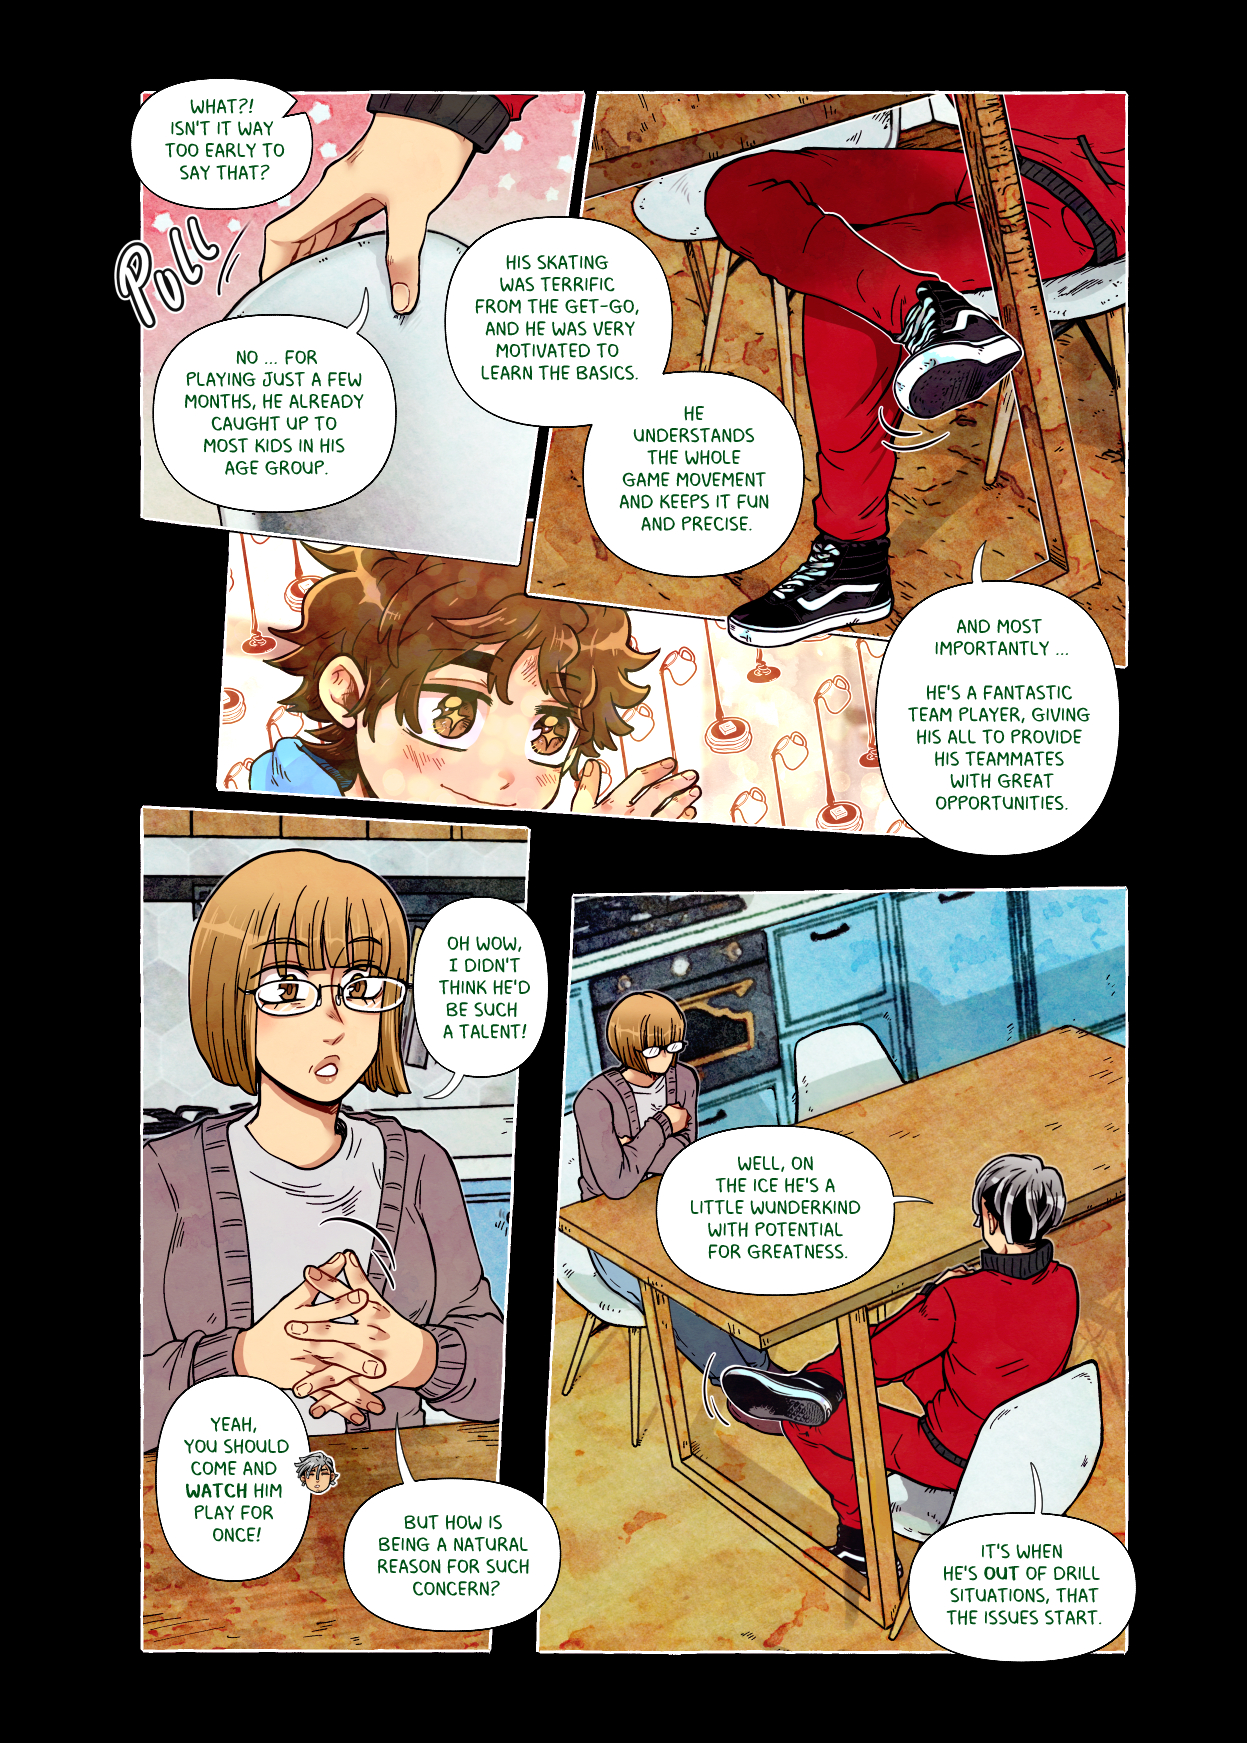 WHAT?!
ISN'T IT WAY
TOO EARLY TO
SAY THAT?
PULL
NO ... FOR
PLAYING JUST A FEW
MONTHS, HE ALREADY
CAUGHT UP TO
MOST KIDS IN HIS
AGE GROUP.
HIS SKATING
WAS TERRIFIC
FROM THE GET-GO,
AND HE WAS VERY
MOTIVATED TO
LEARN THE BASICS.
HE
UNDERSTANDS
THE WHOLE
GAME MOVEMENT
AND KEEPS IT FUN
AND PRECISE.
AND MOST
IMPORTANTLY ...
HE'S A FANTASTIC
TEAM PLAYER, GIVING
HIS ALL TO PROVIDE
HIS TEAMMATES
WITH GREAT
OPPORTUNITIES.
OH WOW,
I DIDN'T
THINK HE'D
BE SUCH
A TALENT!
YEAH,
YOU SHOULD
COME AND
WATCH HIM
PLAY FOR
ONCE!
BUT HOW IS
BEING A NATURAL
REASON FOR SUCH
CONCERN?
WELL, ON
THE ICE HE'S A
LITTLE WUNDERKIND
WITH POTENTIAL
FOR GREATNESS.
IT'S WHEN
HE'S OUT OF DRILL
SITUATIONS, THAT
THE ISSUES START.